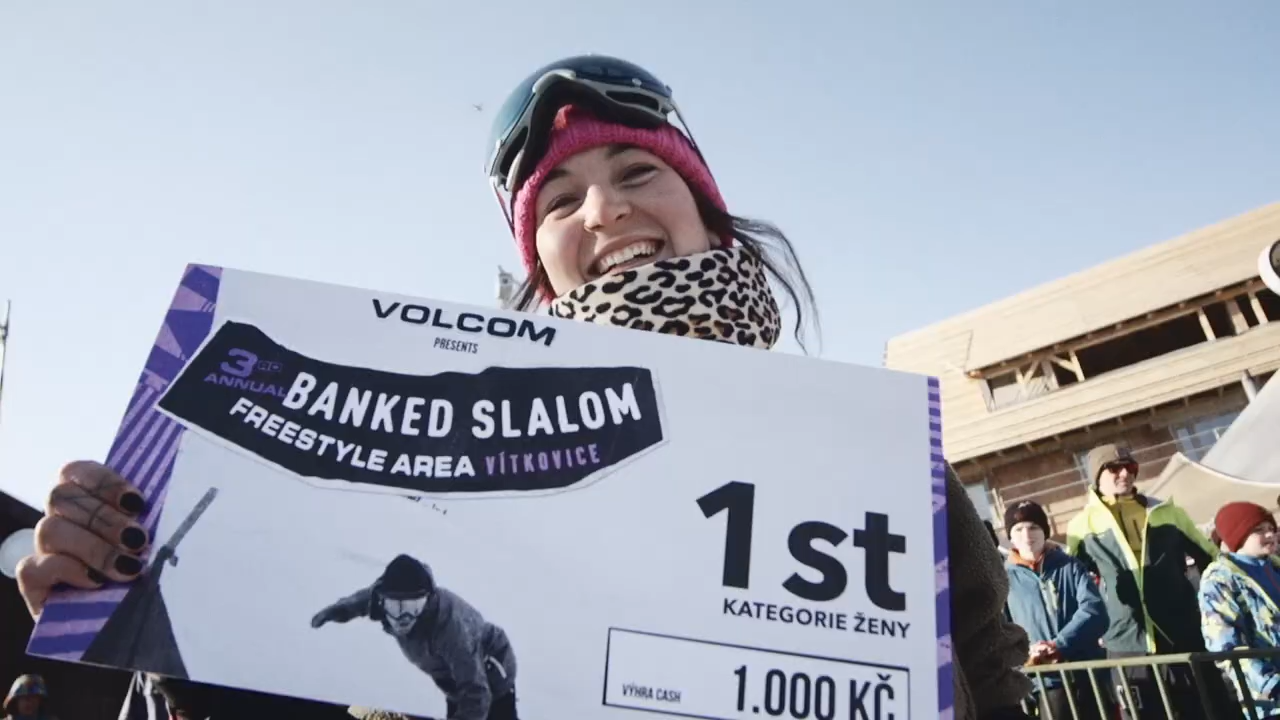 VOLCOM
PRESENTS
3RD
ANNUAL BANKED SLALOM
FREESTYLE AREA VÍTKOVICE
1st
KATEGORIE ŽENY
VÝHRA CASH 1.000 KČ